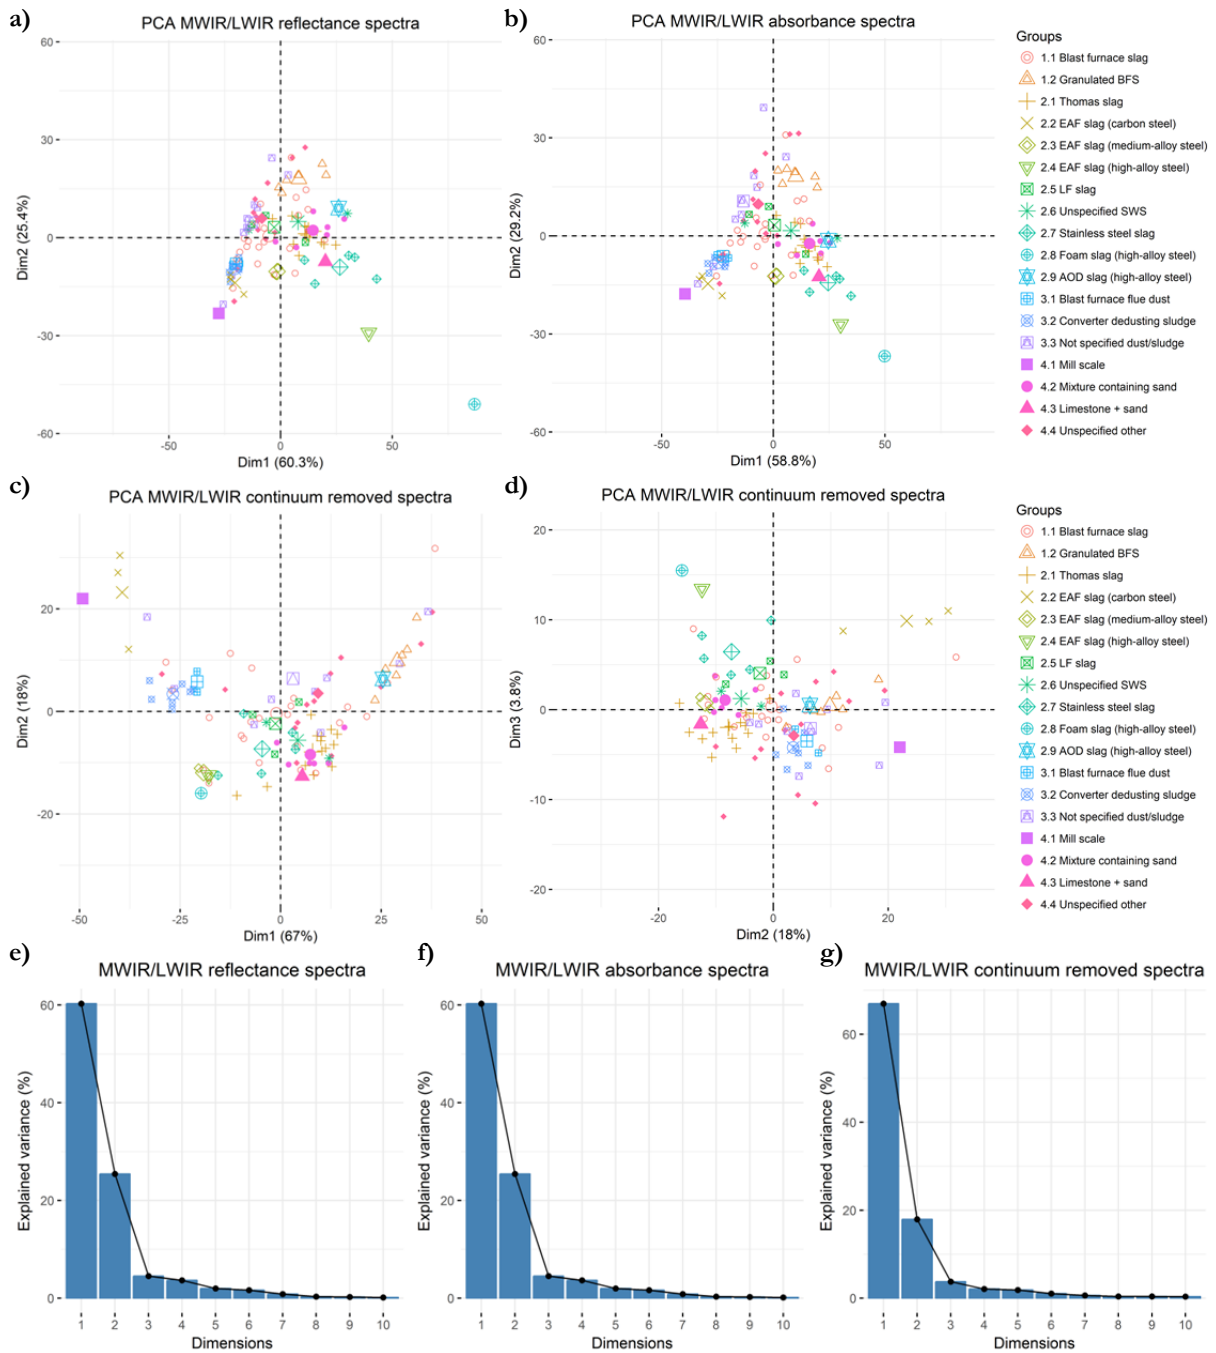 a)
PCA MWIR/LWIR reflectance spectra
60
30
0
-30
-60
Dim2 (25.4%)
-50
0
50
Dim1 (60.3%)
b)
PCA MWIR/LWIR absorbance spectra
60
30
0
-30
-60
Dim2 (29.2%)
-50
0
50
Dim1 (58.8%)
Groups
1.1 Blast furnace slag
1.2 Granulated BFS
2.1 Thomas slag
2.2 EAF slag (carbon steel)
2.3 EAF slag (medium-alloy steel)
2.4 EAF slag (high-alloy steel)
2.5 LF slag
2.6 Unspecified SWS
2.7 Stainless steel slag
2.8 Foam slag (high-alloy steel)
2.9 AOD slag (high-alloy steel)
3.1 Blast furnace flue dust
3.2 Converter dedusting sludge
3.3 Not specified dust/sludge
4.1 Mill scale
4.2 Mixture containing sand
4.3 Limestone + sand
4.4 Unspecified other
c)
PCA MWIR/LWIR continuum removed spectra
20
0
-20
Dim2 (18%)
-50
-25
0
25
50
Dim1 (67%)
d)
PCA MWIR/LWIR continuum removed spectra
20
10
0
-10
-20
Dim3 (3.8%)
-20
0
20
Dim2 (18%)
Groups
1.1 Blast furnace slag
1.2 Granulated BFS
2.1 Thomas slag
2.2 EAF slag (carbon steel)
2.3 EAF slag (medium-alloy steel)
2.4 EAF slag (high-alloy steel)
2.5 LF slag
2.6 Unspecified SWS
2.7 Stainless steel slag
2.8 Foam slag (high-alloy steel)
2.9 AOD slag (high-alloy steel)
3.1 Blast furnace flue dust
3.2 Converter dedusting sludge
3.3 Not specified dust/sludge
4.1 Mill scale
4.2 Mixture containing sand
4.3 Limestone + sand
4.4 Unspecified other
e)
MWIR/LWIR reflectance spectra
60
40
20
0
Explained variance (%)
1 2 3 4 5 6 7 8 9 10
Dimensions
f)
MWIR/LWIR absorbance spectra
60
40
20
0
Explained variance (%)
1 2 3 4 5 6 7 8 9 10
Dimensions
g)
MWIR/LWIR continuum removed spectra
60
40
20
0
Explained variance (%)
1 2 3 4 5 6 7 8 9 10
Dimensions